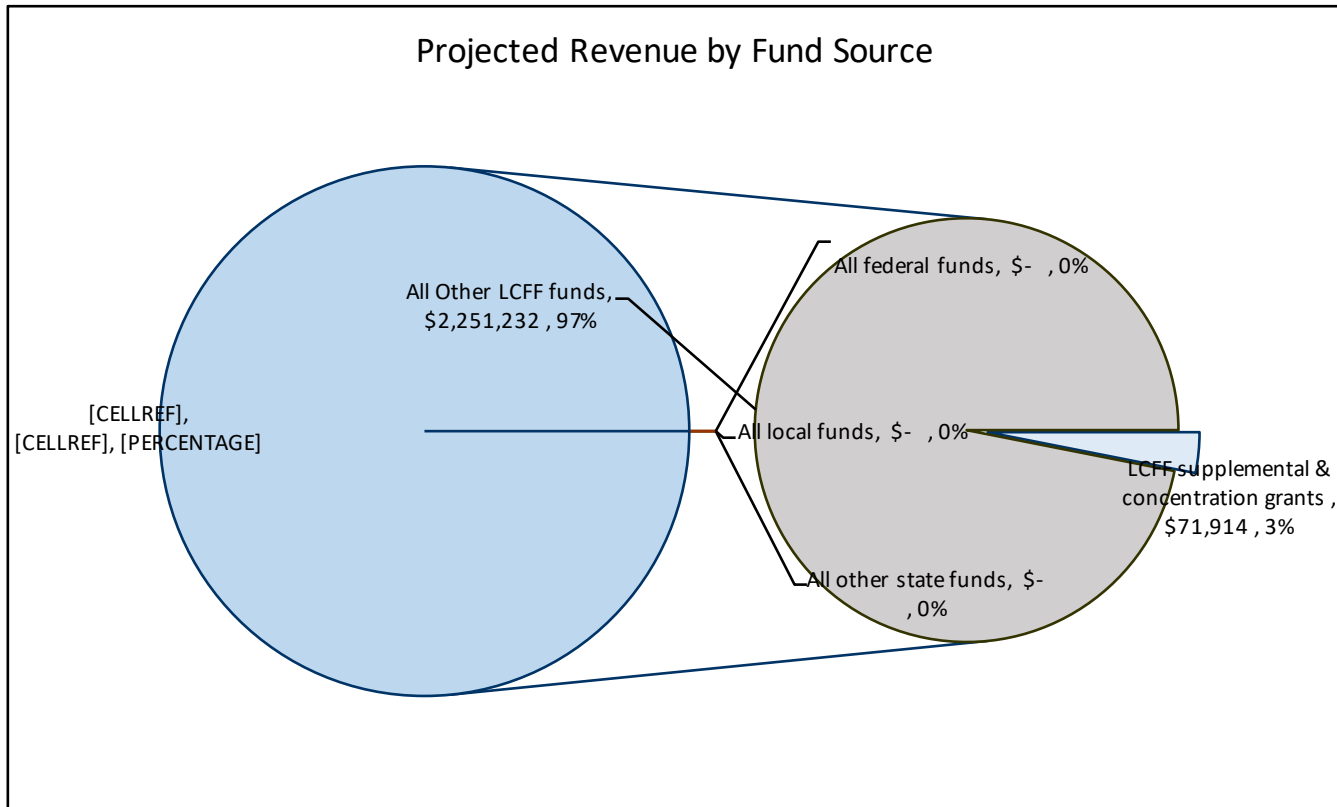 Projected Revenue by Fund Source
All federal funds, $- , 0%
All Other LCFF funds,
$2,251,232 , 97%
[CELLREF],
[CELLREF], [PERCENTAGE]
All local funds, $- , 0%
LCFF supplemental &
concentration grants ,
$71,914 , 3%
All other state funds, $-
, 0%